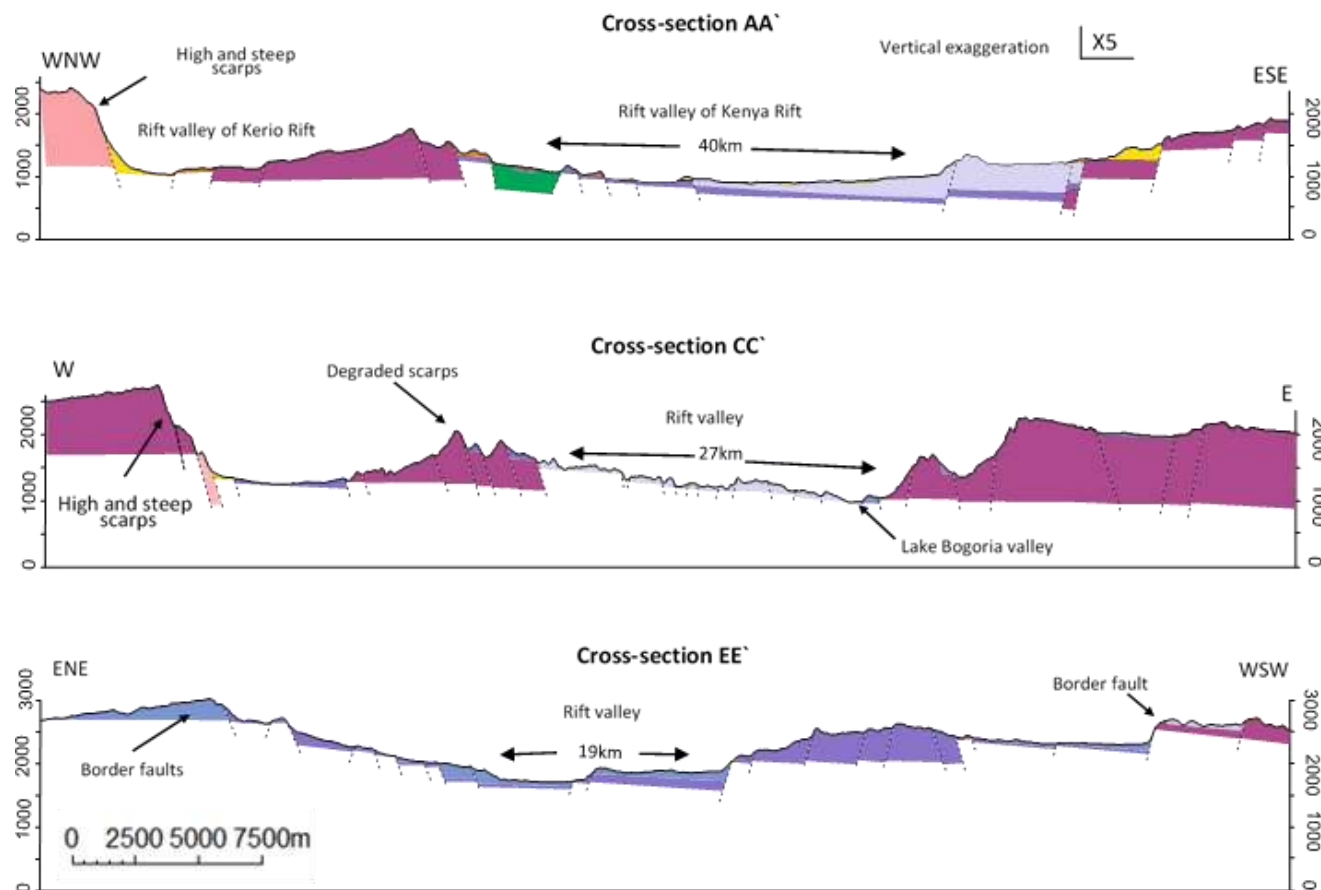 Cross-section AA`
WNW
High and steep
scarps
Vertical exaggeration
X5
ESE
Rift valley of Kerio Rift
Rift valley of Kenya Rift
40km
2000
1000
0
2000
1000
0
Cross-section CC`
W
Degraded scarps
E
Rift valley
27km
High and steep
scarps
Lake Bogoria valley
2000
1000
0
2000
1000
0
Cross-section EE`
ENE
WSW
Border fault
Rift valley
19km
Border faults
3000
2000
1000
0
3000
2000
1000
0
0 2500 5000 7500m